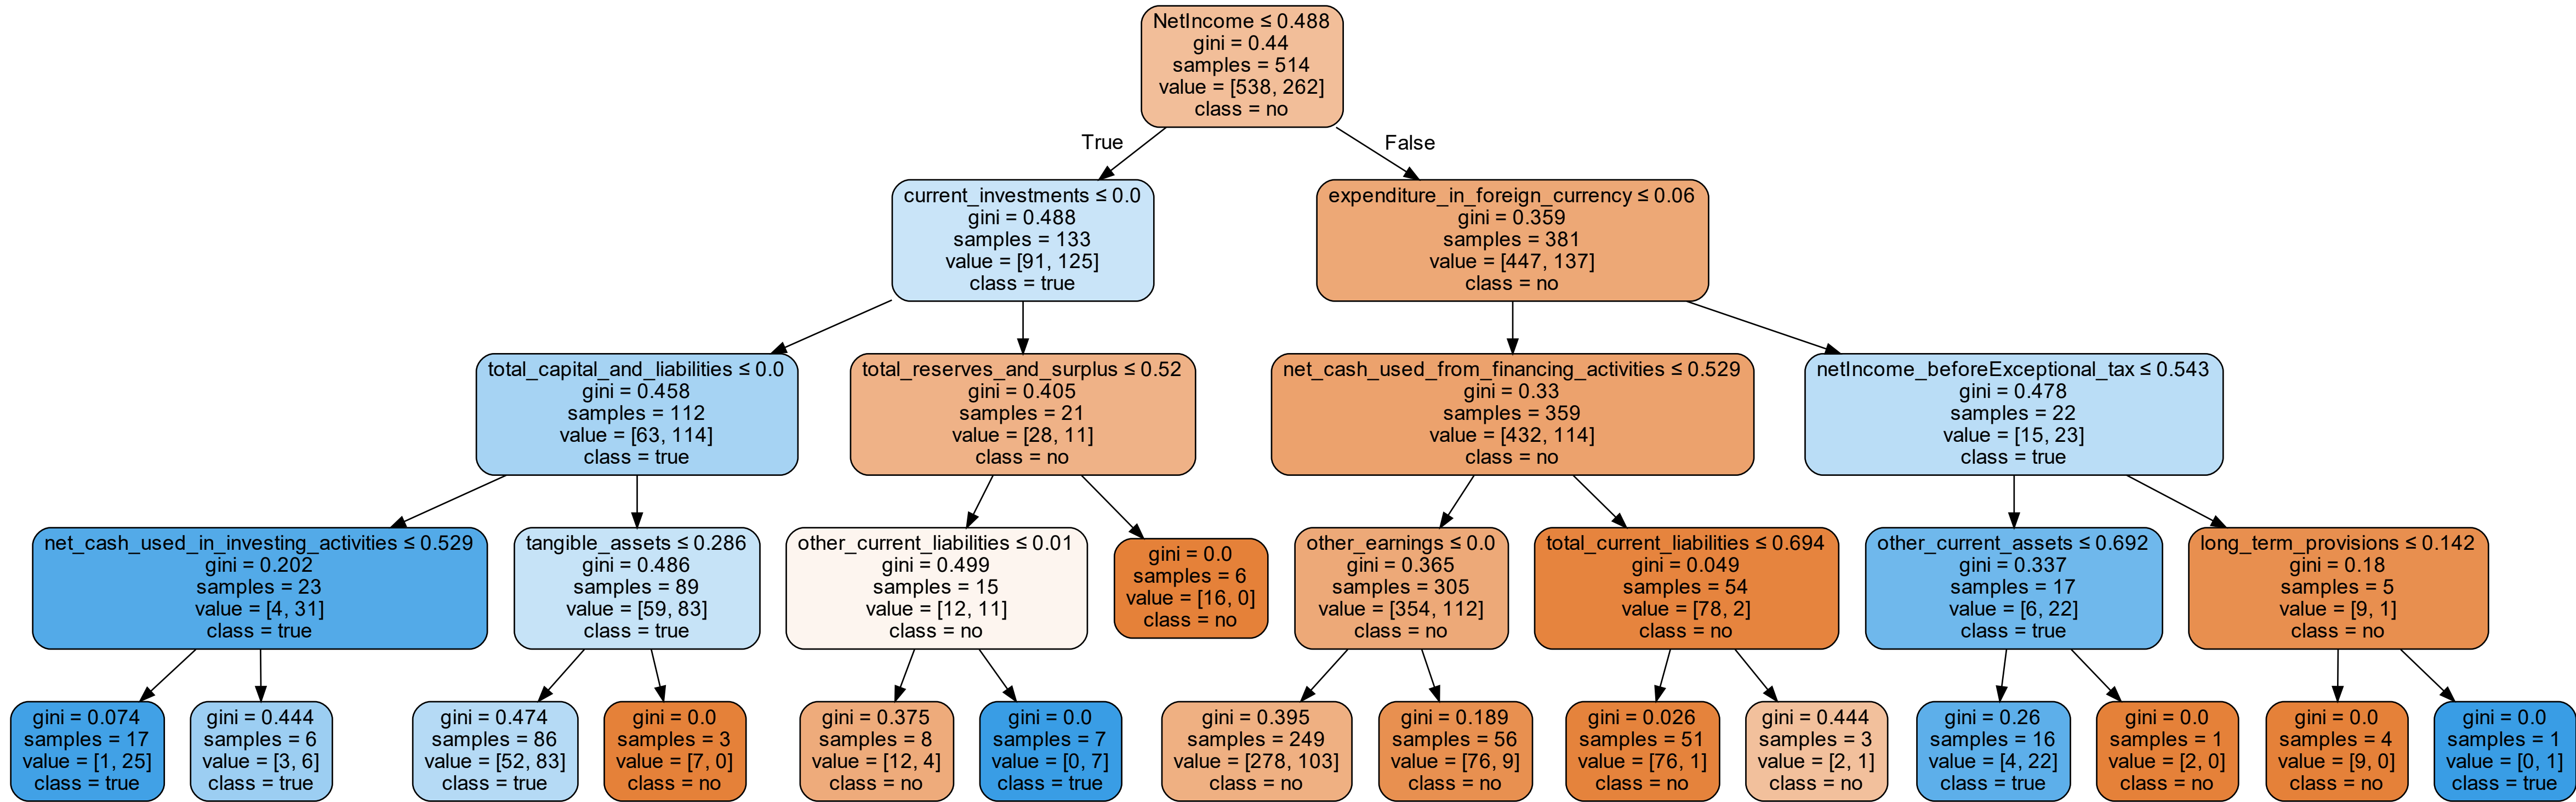 NetIncome ≤ 0.488
gini = 0.44
samples = 514
value = [538, 262]
class = no
True
False
current_investments ≤ 0.0
gini = 0.488
samples = 133
value = [91, 125]
class = true
expenditure_in_foreign_currency ≤ 0.06
gini = 0.359
samples = 381
value = [447, 137]
class = no
total_capital_and_liabilities ≤ 0.0
gini = 0.458
samples = 112
value = [63, 114]
class = true
total_reserves_and_surplus ≤ 0.52
gini = 0.405
samples = 21
value = [28, 11]
class = no
net_cash_used_from_financing_activities ≤ 0.529
gini = 0.33
samples = 359
value = [432, 114]
class = no
netIncome_beforeExceptional_tax ≤ 0.543
gini = 0.478
samples = 22
value = [15, 23]
class = true
net_cash_used_in_investing_activities ≤ 0.529
gini = 0.202
samples = 23
value = [4, 31]
class = true
tangible_assets ≤ 0.286
gini = 0.486
samples = 89
value = [59, 83]
class = true
other_current_liabilities ≤ 0.01
gini = 0.499
samples = 15
value = [12, 11]
class = no
gini = 0.0
samples = 6
value = [16, 0]
class = no
other_earnings ≤ 0.0
gini = 0.365
samples = 305
value = [354, 112]
class = no
total_current_liabilities ≤ 0.694
gini = 0.049
samples = 54
value = [78, 2]
class = no
other_current_assets ≤ 0.692
gini = 0.337
samples = 17
value = [6, 22]
class = true
long_term_provisions ≤ 0.142
gini = 0.18
samples = 5
value = [9, 1]
class = no
gini = 0.074
samples = 17
value = [1, 25]
class = true
gini = 0.444
samples = 6
value = [3, 6]
class = true
gini = 0.474
samples = 86
value = [52, 83]
class = true
gini = 0.0
samples = 3
value = [7, 0]
class = no
gini = 0.375
samples = 8
value = [12, 4]
class = no
gini = 0.0
samples = 7
value = [0, 7]
class = true
gini = 0.395
samples = 249
value = [278, 103]
class = no
gini = 0.189
samples = 56
value = [76, 9]
class = no
gini = 0.026
samples = 51
value = [76, 1]
class = no
gini = 0.444
samples = 3
value = [2, 1]
class = no
gini = 0.26
samples = 16
value = [4, 22]
class = true
gini = 0.0
samples = 1
value = [2, 0]
class = no
gini = 0.0
samples = 4
value = [9, 0]
class = no
gini = 0.0
samples = 1
value = [0, 1]
class = true